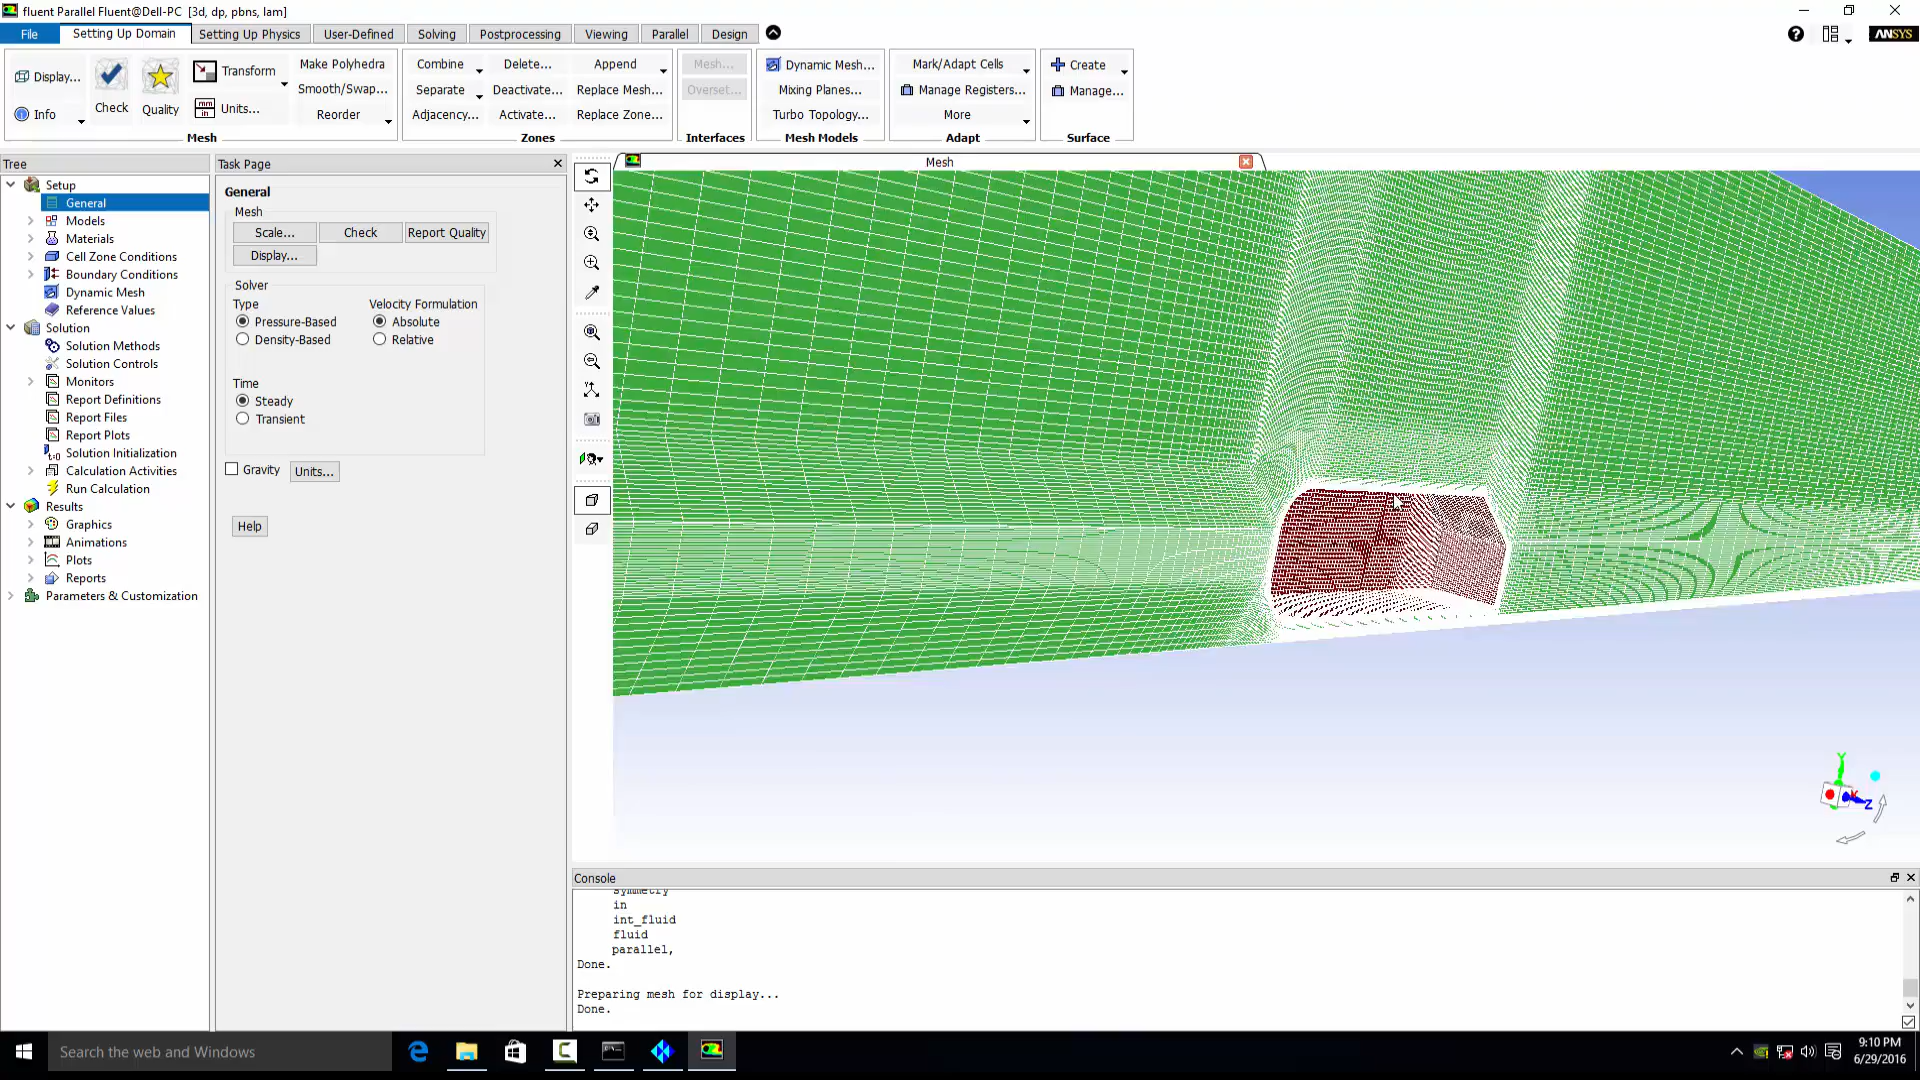 fluent Parallel Fluent@Dell-PC [3d, dp, pbns, lam]
File
Setting Up Domain
Setting Up Physics
User-Defined
Solving
Postprocessing
Viewing
Parallel
Design
ANSYS
Display...
Info
Check
Quality
Transform
mm
in
Units...
Make Polyhedra
Smooth/Swap...
Reorder
Mesh
Combine
Separate
Adjacency...
Delete...
Deactivate...
Activate...
Append
Replace Mesh...
Replace Zone...
Zones
Mesh...
Overset...
Interfaces
Dynamic Mesh...
Mixing Planes...
Turbo Topology...
Mesh Models
Mark/Adapt Cells
Manage Registers...
More
Adapt
Create
Manage...
Surface
Tree
Setup
General
Models
Materials
Cell Zone Conditions
Boundary Conditions
Dynamic Mesh
Reference Values
Solution
Solution Methods
Solution Controls
Monitors
Report Definitions
Report Files
Report Plots
Solution Initialization
Calculation Activities
Run Calculation
Results
Graphics
Animations
Plots
Reports
Parameters & Customization
Task Page
General
Mesh
Scale...
Check
Report Quality
Display...
Solver
Type
Velocity Formulation
Pressure-Based
Absolute
Density-Based
Relative
Time
Steady
Transient
Gravity
Units...
Help
Mesh
Y
X
Z
Console
symmetry
in
int_fluid
fluid
parallel,
Done.
Preparing mesh for display...
Done.
Search the web and Windows
9:10 PM
6/29/2016